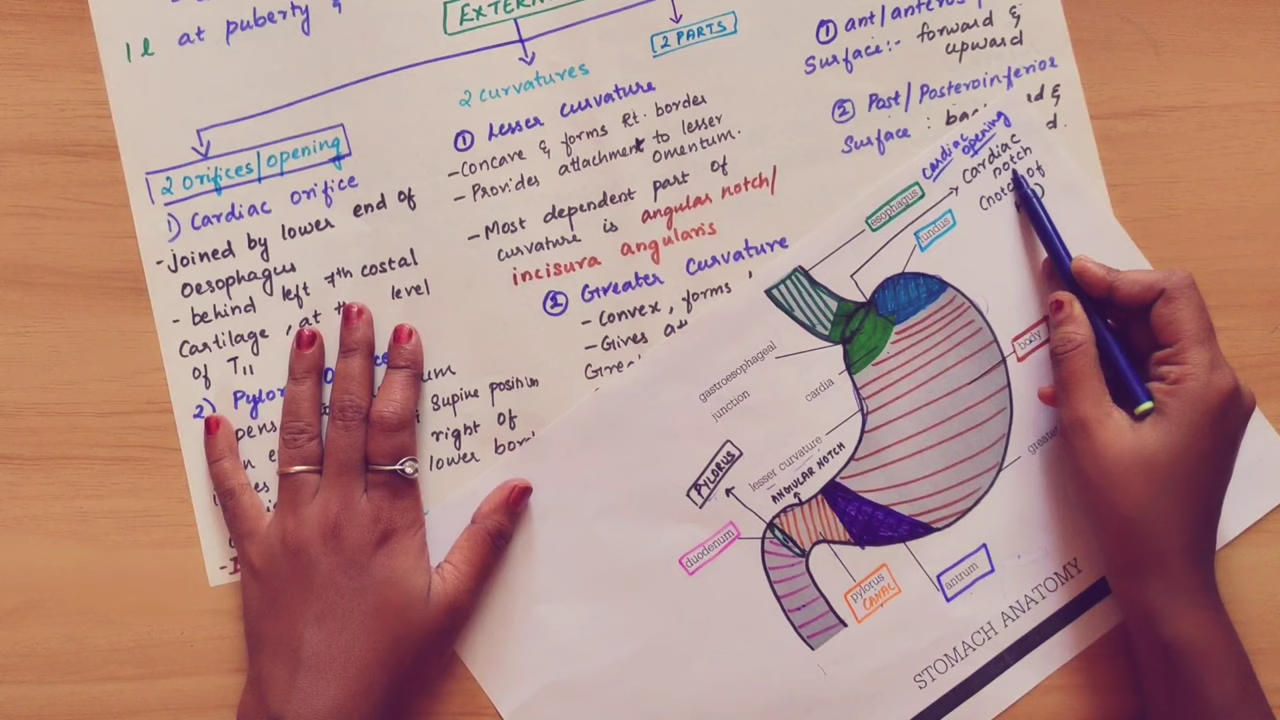 1 l at puberty &
EXTERN
2 PARTS
2 Orifices/opening
1) Cardiac orifice
-joined by lower end of
Oesophagus
- behind left 7th costal
Cartilage, at level
of T11
2) Pylor
supine position
right of
lower
2 curvatures
① Lesser curvature
-Concave & forms Rt. border
- Provides attachment to lesser
omentum.
- Most dependent part of
curvature is angular notch/
incisura angularis
② Greater Curvature
- Convex, forms
- Gives
① ant/antero
Surface:- forward &
upward
② Post/Posteroinferior
Surface :
cardiac
opening
Cardiac
notch
esophagus
fundus
body
gastroesophageal
junction
cardia
lesser curvature
ANGULAR NOTCH
PYLORUS
duodenum
pylorus
CANAL
antrum
STOMACH ANATOMY